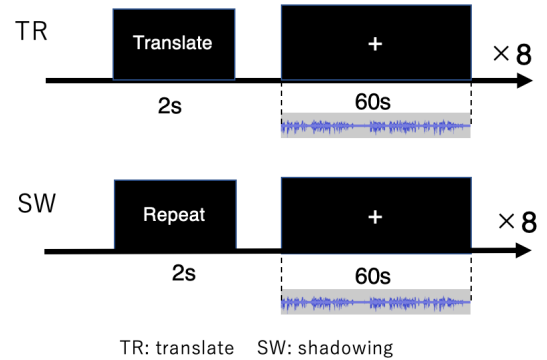 TR
Translate
+
×8
2s
60s
SW
Repeat
+
×8
2s
60s
TR: translate SW: shadowing